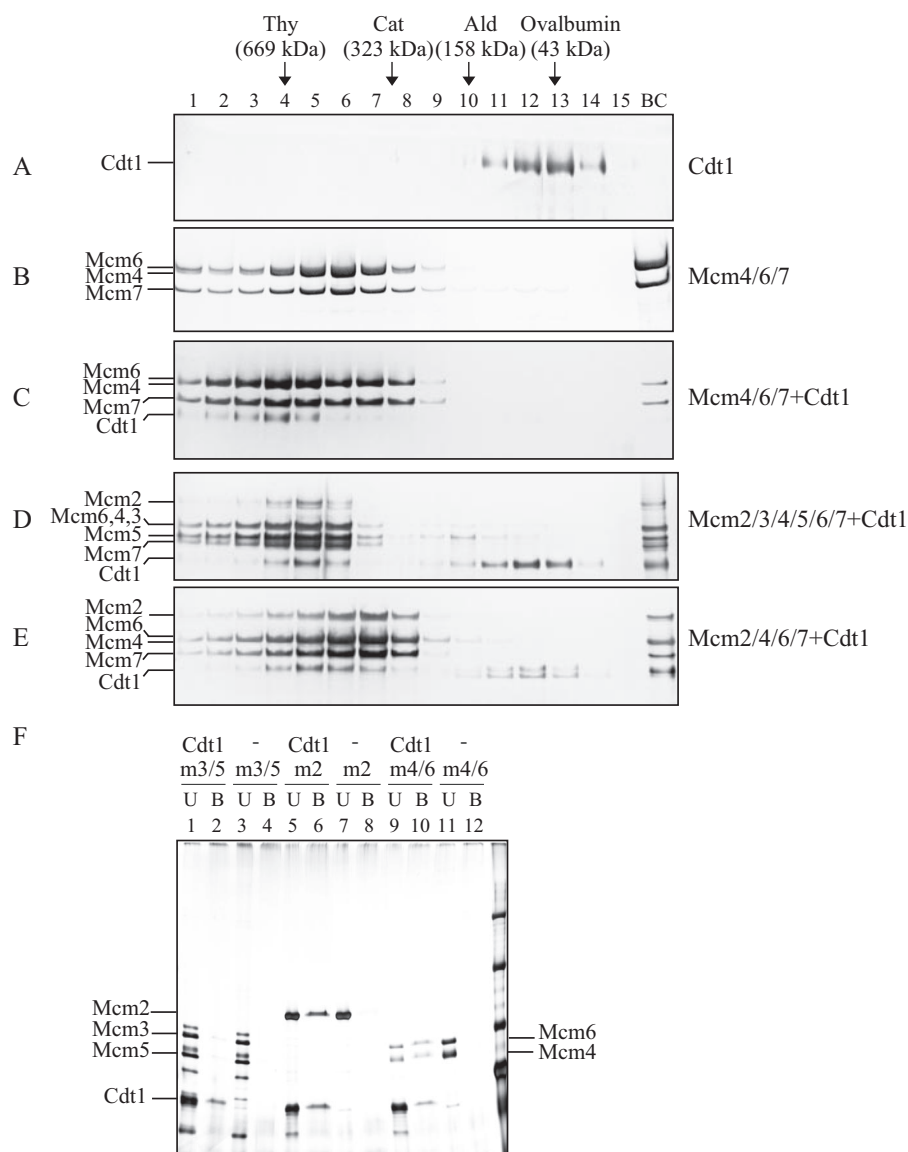 Thy Cat Ald Ovalbumin
(669 kDa) (323 kDa) (158 kDa) (43 kDa)
1 2 3 4 5 6 7 8 9 10 11 12 13 14 15 BC
A Cdt1 Cdt1
Mcm6
Mcm4
B Mcm7 Mcm4/6/7
Mcm6
Mcm4
C Mcm7 Mcm4/6/7+Cdt1
Cdt1
Mcm2
D Mcm6,4,3 Mcm2/3/4/5/6/7+Cdt1
Mcm5
Mcm7
Cdt1
Mcm2
Mcm6
E Mcm4 Mcm2/4/6/7+Cdt1
Mcm7
Cdt1
F
Cdt1 - Cdt1 - Cdt1 -
m3/5 m3/5 m2 m2 m4/6 m4/6
U B U B U B U B U B U B
1 2 3 4 5 6 7 8 9 10 11 12
Mcm2
Mcm3 Mcm6
Mcm5 Mcm4
Cdt1